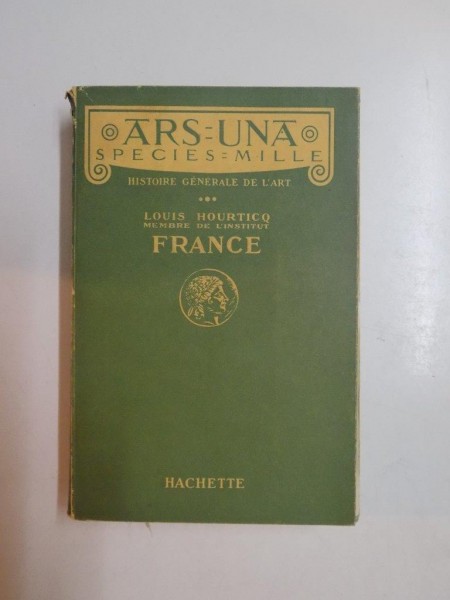 ARS=UNA
SPECIES=MILLE
HISTOIRE GÉNÉRALE DE L'ART
LOUIS HOURTICQ
MEMBRE DE L'INSTITUT
FRANCE
HACHETTE